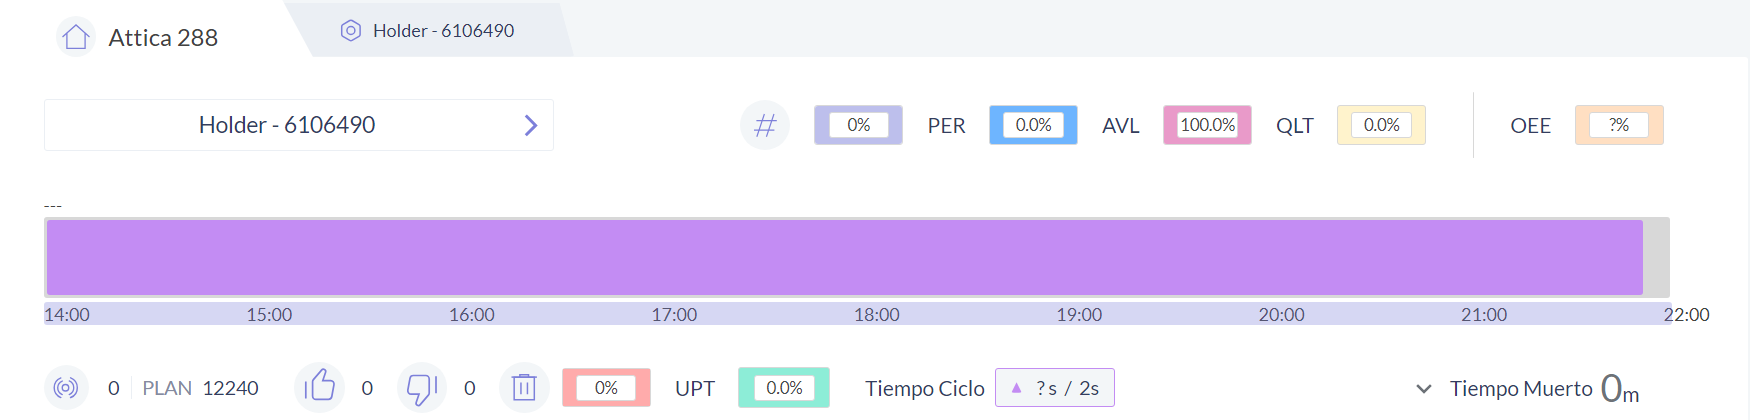 Attica 288
Holder - 6106490
Holder - 6106490
# 0% PER 0.0% AVL 100.0% QLT 0.0% OEE ?%
---
14:00 15:00 16:00 17:00 18:00 19:00 20:00 21:00 22:00
0 PLAN 12240 0 0 0% UPT 0.0% Tiempo Ciclo ? s / 2s Tiempo Muerto 0m